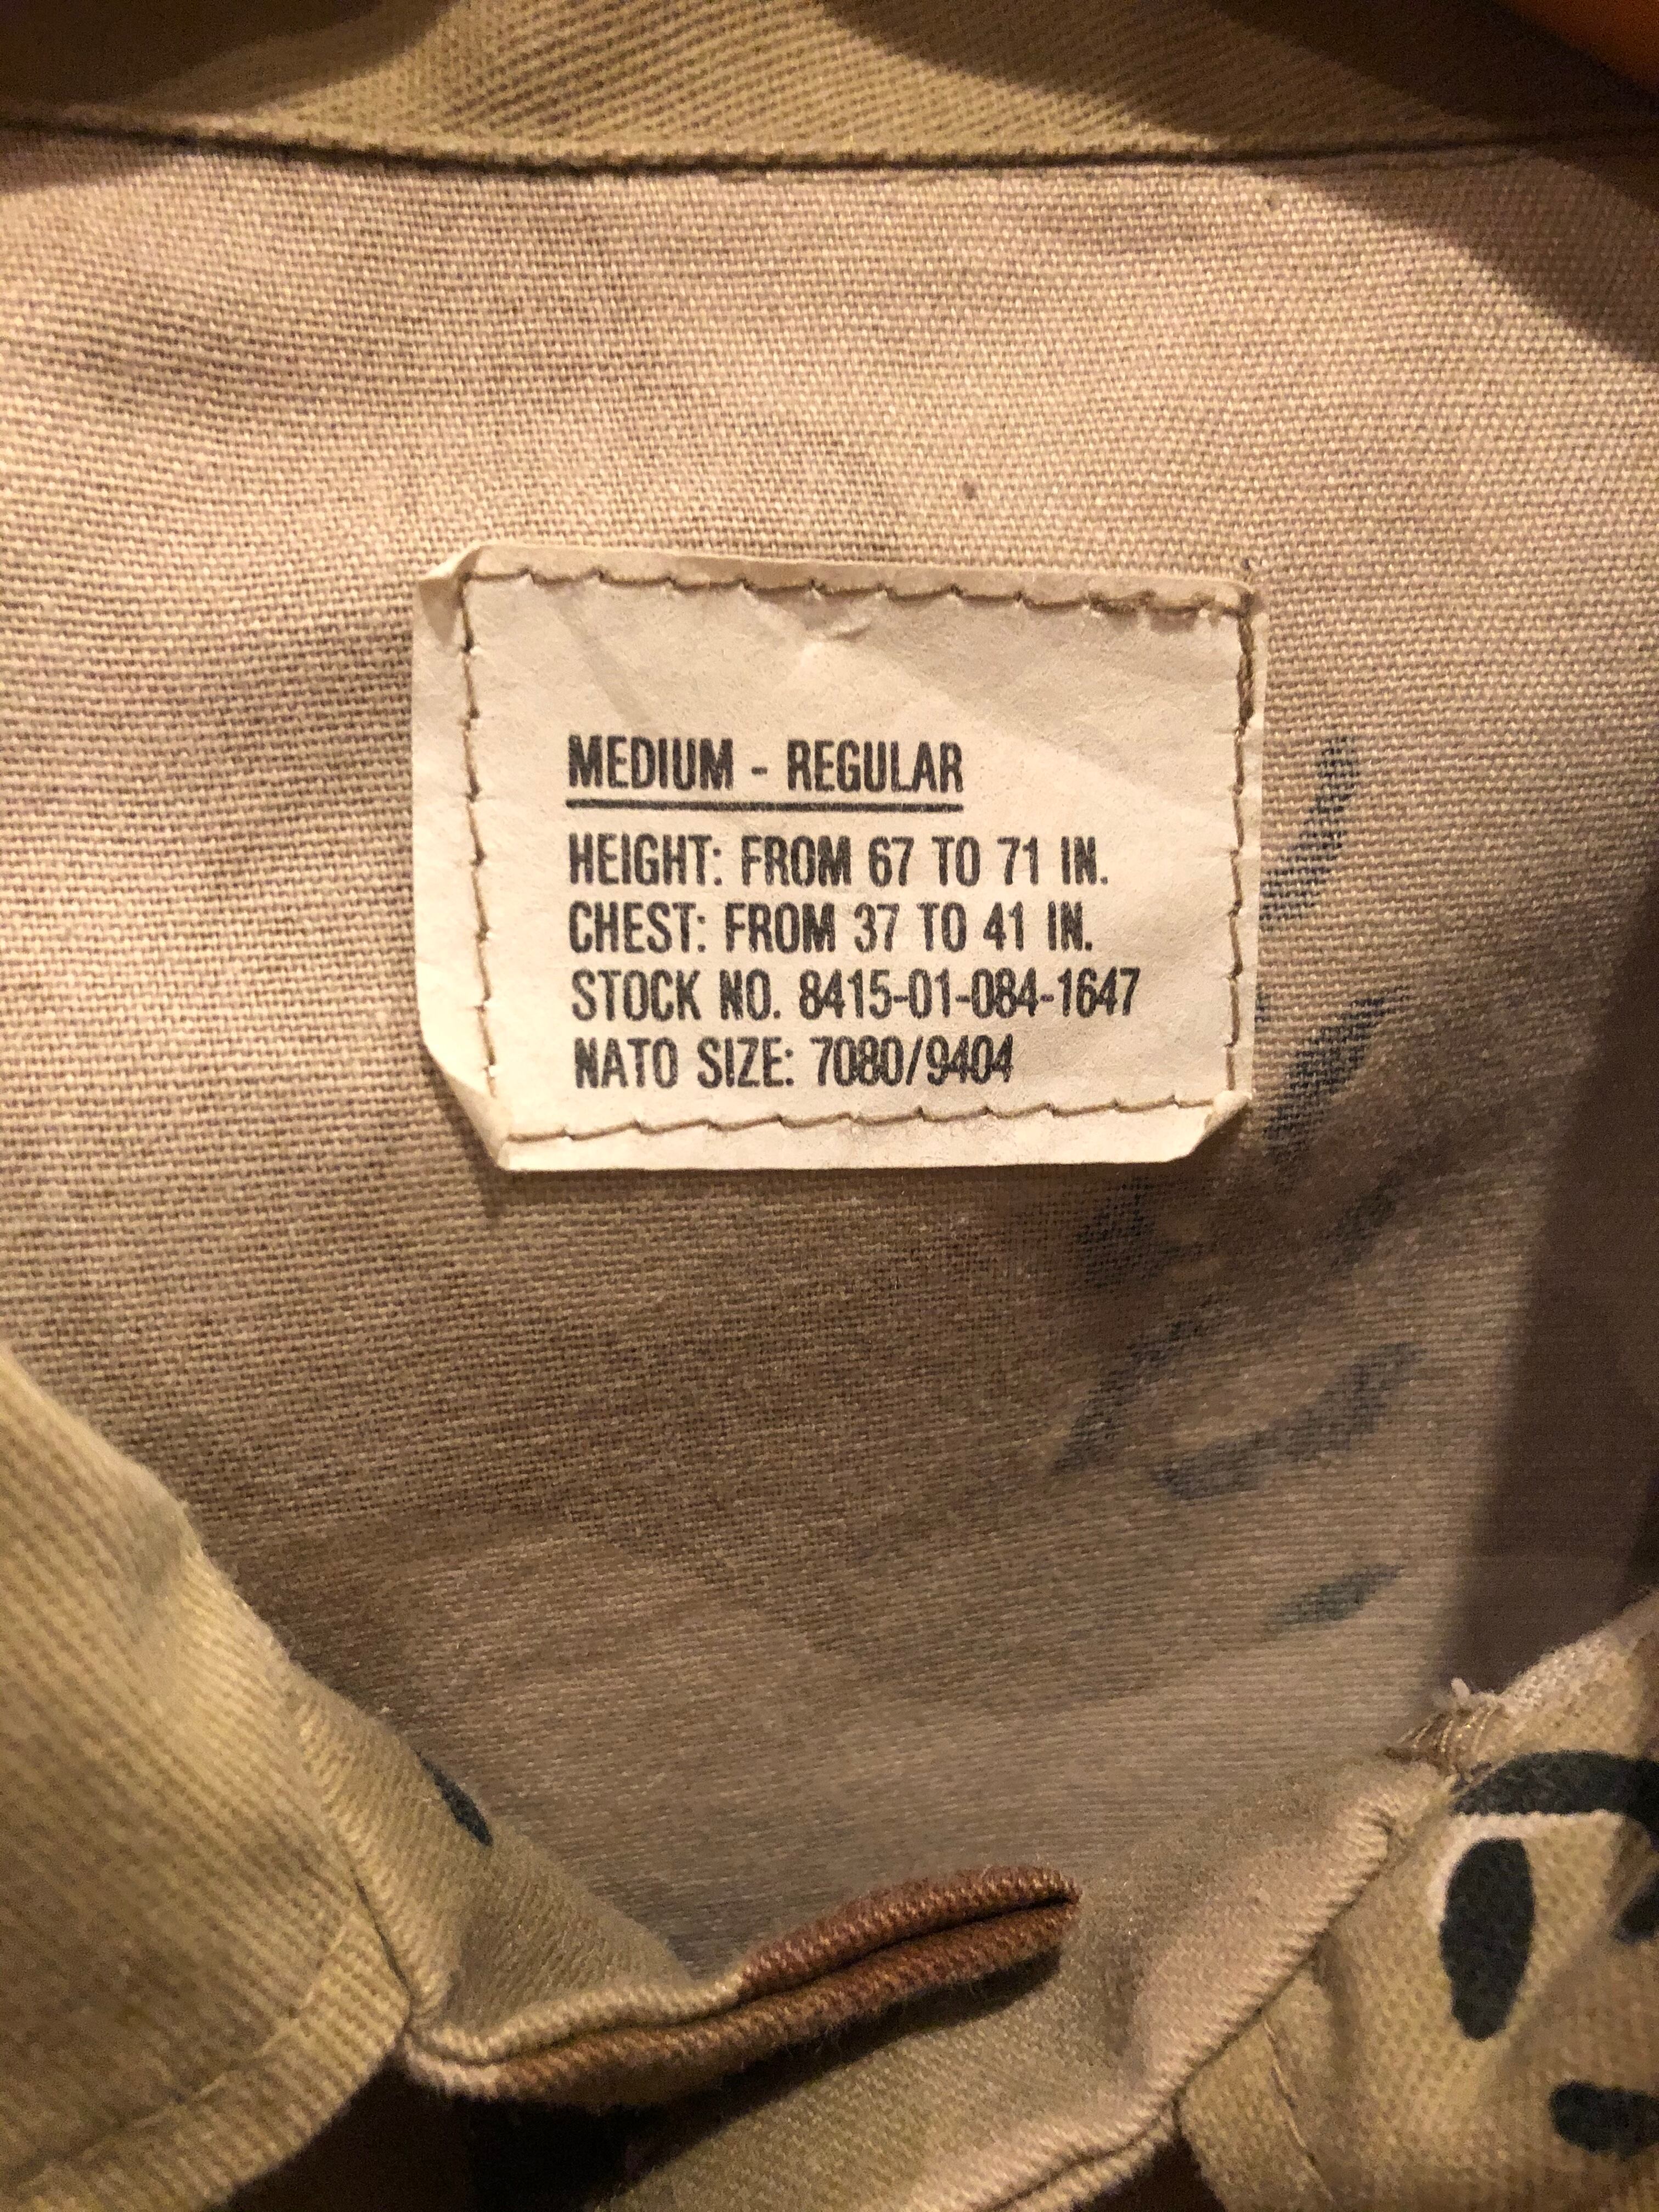 MEDIUM - REGULAR
HEIGHT: FROM 67 TO 71 IN.
CHEST: FROM 37 TO 41 IN.
STOCK NO. 8415-01-084-1647
NATO SIZE: 7080/9404